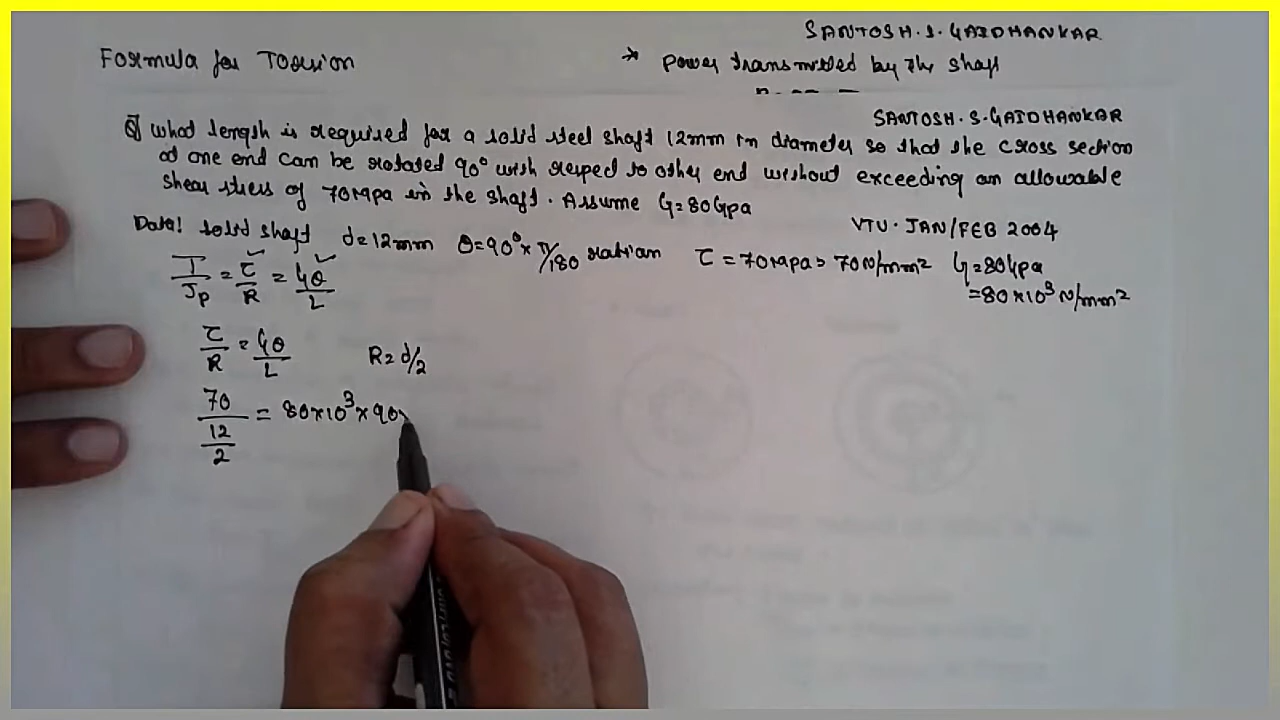 SANTOSH.S.GAIDHANKAR
Formula for Torsion
* power transmitted by the shaft
SANTOSH.S.GAIDHANKAR
Q] what length is required for a solid steel shaft 12mm in diameter so that the cross section
at one end can be rotated 90° with respect to other end without exceeding an allowable
shear stress of 70Mpa in the shaft. Assume G=80Gpa
VTU. JAN/FEB 2004
Data! solid shaft d=12mm θ=90°×π/180 radian τ=70Mpa=70N/mm² G=80Gpa
=80×10³N/mm²
T/Jp = τ/R = Gθ/L
τ/R = Gθ/L R=d/2
70/(12/2) = 80×10³×90